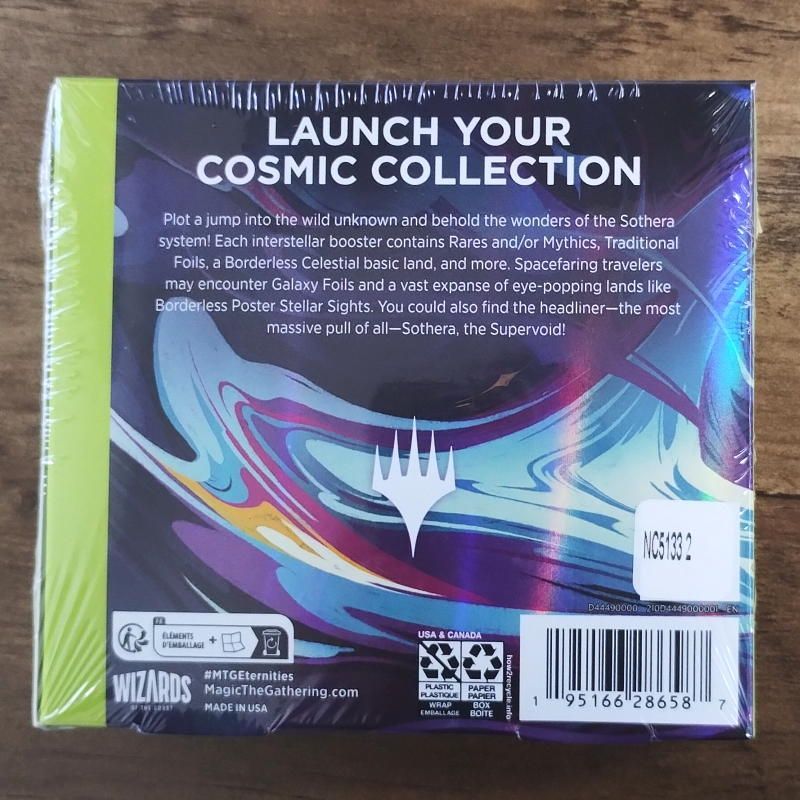 LAUNCH YOUR
COSMIC COLLECTION
Plot a jump into the wild unknown and behold the wonders of the Sothera
system! Each interstellar booster contains Rares and/or Mythics, Traditional
Foils, a Borderless Celestial basic land, and more. Spacefaring travelers
may encounter Galaxy Foils and a vast expanse of eye-popping lands like
Borderless Poster Stellar Sights. You could also find the headliner—the most
massive pull of all—Sothera, the Supervoid!
NC5133 2
EN
FR
ÉLÉMENTS
D'EMBALLAGE +
WIZARDS
OF THE COAST
#MTGEternities
MagicTheGathering.com
MADE IN USA
USA & CANADA
PLASTIC
PLASTIQUE
WRAP
EMBALLAGE
PAPER
PAPIER
BOX
BOÎTE
how2recycle.info
1 95166 28658 7